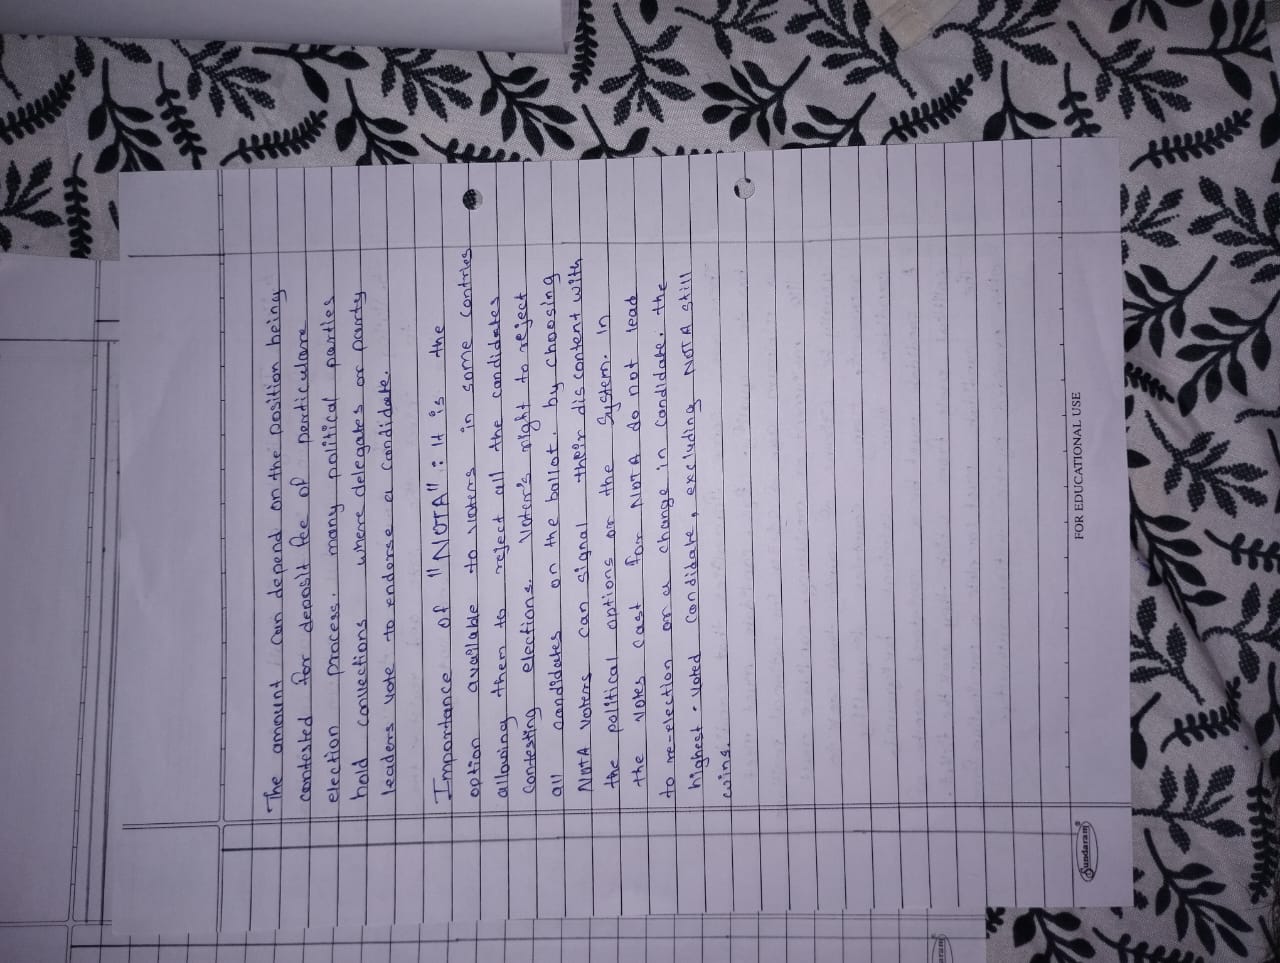 The amount can depend on the position being
contested for deposit fee of perticulare
election process. many political parties
hold convections where delegates or party
leaders vote to endorse a candidate.
Importance of "NOTA" : It is the
option available to voters in some contries
allowing them to reject all the candidates
contesting elections. Voter's right to reject
all candidates on the ballot. by choosing
NOTA voters can signal their discontent with
the political options or the system. In
the votes cast for NOTA do not lead
to re-election or a change in candidate. the
highest - voted candidate, excluding NOTA still
wins.
Sundaram
FOR EDUCATIONAL USE